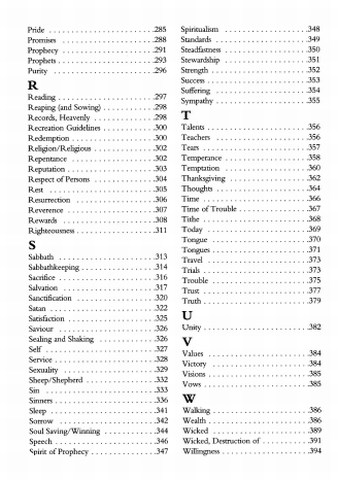 Pride . . . . . . . . . . . . . . . . . . . . . . . . .285
Promises . . . . . . . . . . . . . . . . . . . . . . .288
Prophecy . . . . . . . . . . . . . . . . . . . . . . .291
Prophets . . . . . . . . . . . . . . . . . . . . . . . .293
Purity . . . . . . . . . . . . . . . . . . . . . . . . .296
R
Reading . . . . . . . . . . . . . . . . . . . . . . . .297
Reaping (and Sowing) . . . . . . . . . . . . .298
Records, Heavenly . . . . . . . . . . . . . . . .298
Recreation Guidelines . . . . . . . . . . . . .300
Redemption . . . . . . . . . . . . . . . . . . . . .300
Religion/Religious . . . . . . . . . . . . . . . .302
Repentance . . . . . . . . . . . . . . . . . . . . .302
Reputation . . . . . . . . . . . . . . . . . . . . . .303
Respect of Persons . . . . . . . . . . . . . . .304
Rest . . . . . . . . . . . . . . . . . . . . . . . . . .305
Resurrection . . . . . . . . . . . . . . . . . . . .306
Reverence . . . . . . . . . . . . . . . . . . . . . .307
Rewards . . . . . . . . . . . . . . . . . . . . . . .308
Righteousness . . . . . . . . . . . . . . . . . . .311
S
Sabbath . . . . . . . . . . . . . . . . . . . . . . . .313
Sabbathkeeping . . . . . . . . . . . . . . . . . .314
Sacrifice . . . . . . . . . . . . . . . . . . . . . . . .316
Salvation . . . . . . . . . . . . . . . . . . . . . . .317
Sanctification . . . . . . . . . . . . . . . . . . .320
Satan . . . . . . . . . . . . . . . . . . . . . . . . . .322
Satisfaction . . . . . . . . . . . . . . . . . . . . .325
Saviour . . . . . . . . . . . . . . . . . . . . . . . .326
Sealing and Shaking . . . . . . . . . . . . . .326
Self . . . . . . . . . . . . . . . . . . . . . . . . . . .327
Service . . . . . . . . . . . . . . . . . . . . . . . .328
Sexuality . . . . . . . . . . . . . . . . . . . . . . .329
Sheep/Shepherd . . . . . . . . . . . . . . . . .332
Sin . . . . . . . . . . . . . . . . . . . . . . . . . . .333
Sinners . . . . . . . . . . . . . . . . . . . . . . . .336
Sleep . . . . . . . . . . . . . . . . . . . . . . . . . .341
Sorrow . . . . . . . . . . . . . . . . . . . . . . . .342
Soul Saving/Winning . . . . . . . . . . . . .344
Speech . . . . . . . . . . . . . . . . . . . . . . . .346
Spirit of Prophecy . . . . . . . . . . . . . . . .347
Spiritualism . . . . . . . . . . . . . . . . . . . .348
Standards . . . . . . . . . . . . . . . . . . . . . .349
Steadfastness . . . . . . . . . . . . . . . . . . . .350
Stewardship . . . . . . . . . . . . . . . . . . . .351
Strength . . . . . . . . . . . . . . . . . . . . . . .352
Success . . . . . . . . . . . . . . . . . . . . . . . .353
Suffering . . . . . . . . . . . . . . . . . . . . . . .354
Sympathy . . . . . . . . . . . . . . . . . . . . . .355
T
Talents . . . . . . . . . . . . . . . . . . . . . . . .356
Teachers . . . . . . . . . . . . . . . . . . . . . . .356
Tears . . . . . . . . . . . . . . . . . . . . . . . . . .357
Temperance . . . . . . . . . . . . . . . . . . . . .358
Temptation . . . . . . . . . . . . . . . . . . . . .360
Thanksgiving . . . . . . . . . . . . . . . . . . .362
Thoughts . . . . . . . . . . . . . . . . . . . . . .364
Time . . . . . . . . . . . . . . . . . . . . . . . . . .366
Time of Trouble . . . . . . . . . . . . . . . . .367
Tithe . . . . . . . . . . . . . . . . . . . . . . . . . .368
Today . . . . . . . . . . . . . . . . . . . . . . . . .369
Tongue . . . . . . . . . . . . . . . . . . . . . . . .370
Tongues . . . . . . . . . . . . . . . . . . . . . . .371
Travel . . . . . . . . . . . . . . . . . . . . . . . . .373
Trials . . . . . . . . . . . . . . . . . . . . . . . . . .373
Trouble . . . . . . . . . . . . . . . . . . . . . . . .375
Trust . . . . . . . . . . . . . . . . . . . . . . . . . .377
Truth . . . . . . . . . . . . . . . . . . . . . . . . . .379
U
Unity . . . . . . . . . . . . . . . . . . . . . . . . . .382
V
Values . . . . . . . . . . . . . . . . . . . . . . . . .384
Victory . . . . . . . . . . . . . . . . . . . . . . . .384
Visions . . . . . . . . . . . . . . . . . . . . . . . .385
Vows . . . . . . . . . . . . . . . . . . . . . . . . . .385
W
Walking . . . . . . . . . . . . . . . . . . . . . . .386
Wealth . . . . . . . . . . . . . . . . . . . . . . . . .386
Wicked . . . . . . . . . . . . . . . . . . . . . . . .389
Wicked, Destruction of . . . . . . . . . . . .391
Willingness . . . . . . . . . . . . . . . . . . . . .394